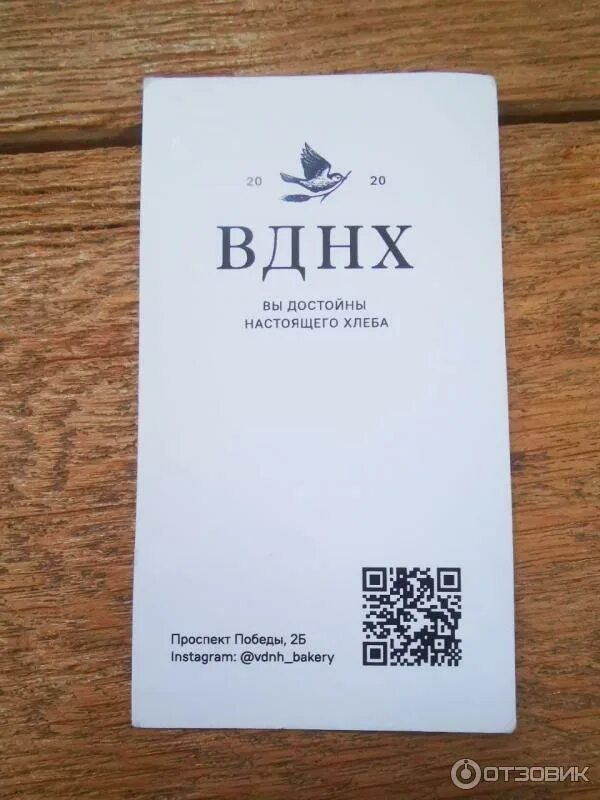 20 20
ВДНХ
ВЫ ДОСТОЙНЫ
НАСТОЯЩЕГО ХЛЕБА
Проспект Победы, 2Б
Instagram: @vdnh_bakery
ОТЗОВИК